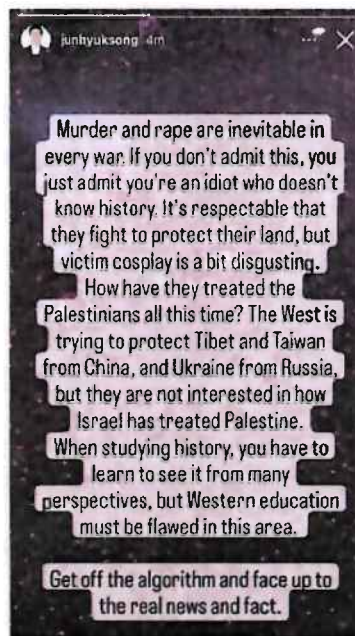 junhyuksong 4m
Murder and rape are inevitable in
every war. If you don't admit this, you
just admit you're an idiot who doesn't
know history. It's respectable that
they fight to protect their land, but
victim cosplay is a bit disgusting.
How have they treated the
Palestinians all this time? The West is
trying to protect Tibet and Taiwan
from China, and Ukraine from Russia,
but they are not interested in how
Israel has treated Palestine.
When studying history, you have to
learn to see it from many
perspectives, but Western education
must be flawed in this area.
Get off the algorithm and face up to
the real news and fact.